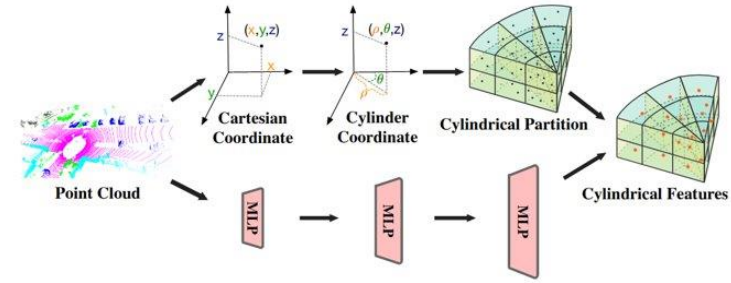 z
(x,y,z)
x
y
Cartesian
Coordinate
z
(ρ,θ,z)
θ
ρ
Cylinder
Coordinate
Cylindrical Partition
Point Cloud
MLP
MLP
MLP
Cylindrical Features